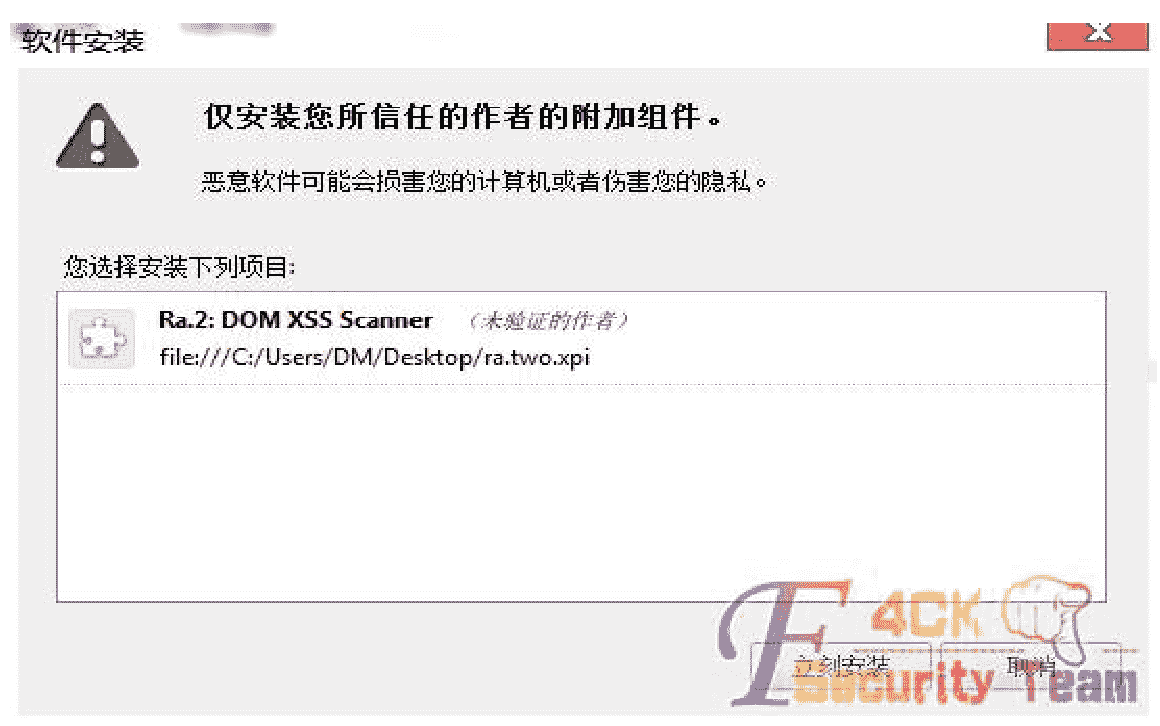 软件安装
仅安装您所信任的作者的附加组件。
恶意软件可能会损害您的计算机或者伤害您的隐私。
您选择安装下列项目:
Ra.2: DOM XSS Scanner （未验证的作者）
file:///C:/Users/DM/Desktop/ra.two.xpi
立刻安装 取消
F4CK
Security Team